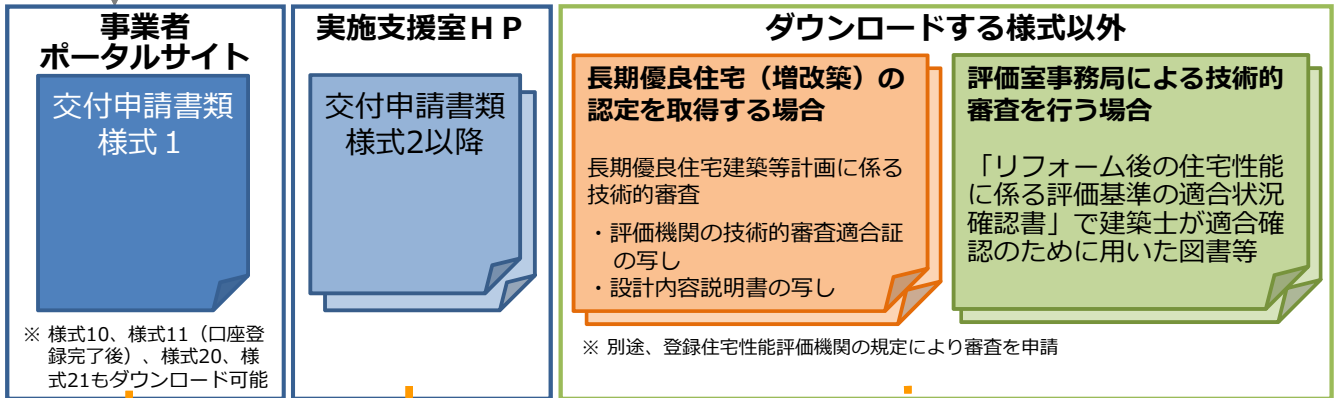 事業者
ポータルサイト
交付申請書類
様式１
※ 様式10、様式11（口座登
録完了後）、様式20、様
式21もダウンロード可能
実施支援室ＨＰ
交付申請書類
様式2以降
ダウンロードする様式以外
長期優良住宅（増改築）の
認定を取得する場合
長期優良住宅建築等計画に係る
技術的審査
・評価機関の技術的審査適合証
の写し
・設計内容説明書の写し
評価室事務局による技術的
審査を行う場合
「リフォーム後の住宅性能
に係る評価基準の適合状況
確認書」で建築士が適合確
認のために用いた図書等
※ 別途、登録住宅性能評価機関の規定により審査を申請